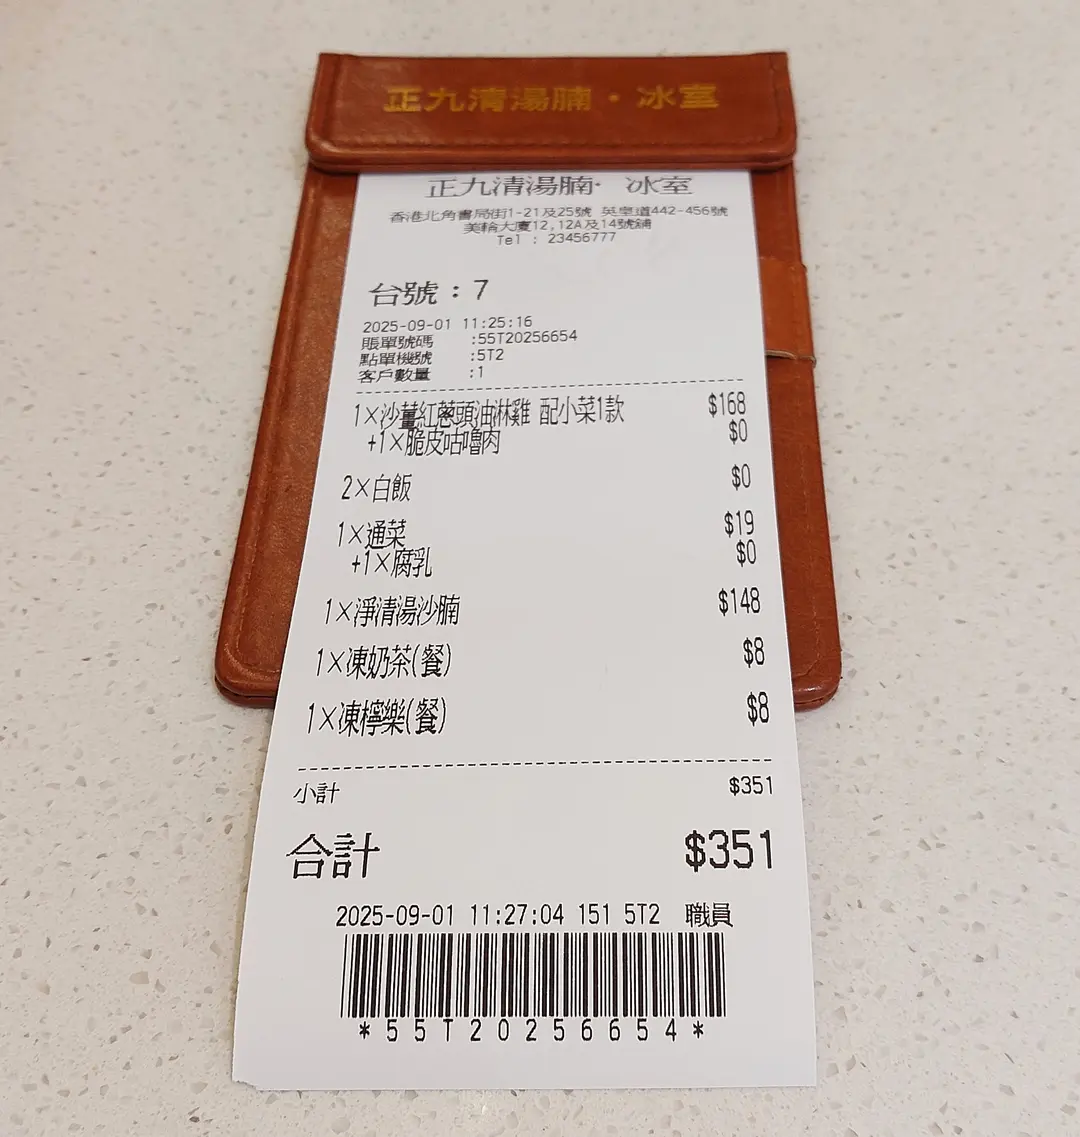 正九清湯腩·冰室
正九清湯腩· 冰室
香港北角書局街1-21及25號 英皇道442-456號
美輪大廈12,12A及14號舖
Tel : 23456777
台號：7
2025-09-01 11:25:16
賬單號碼 :55T20256654
點單機號 :5T2
客戶數量 :1
1×沙薑紅蔥頭油淋雞 配小菜1款 $168
+1×脆皮咕嚕肉 $0
2×白飯 $0
1×通菜 $19
+1×腐乳 $0
1×淨清湯沙腩 $148
1×凍奶茶(餐) $8
1×凍檸樂(餐) $8
小計 $351
合計 $351
2025-09-01 11:27:04 151 5T2 職員
*55T20256654*